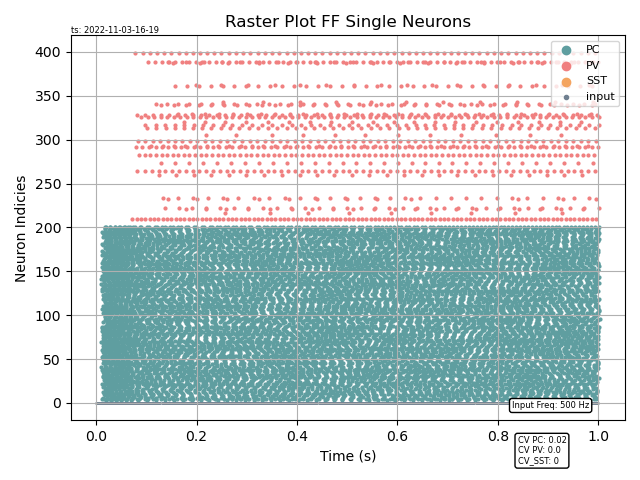 Raster Plot FF Single Neurons
ts: 2022-11-03-16-19
PC
PV
SST
input
400
350
300
250
200
150
100
50
0
Neuron Indicies
Input Freq: 500 Hz
0.0 0.2 0.4 0.6 0.8 1.0
Time (s)
CV PC: 0.02
CV PV: 0.0
CV_SST: 0